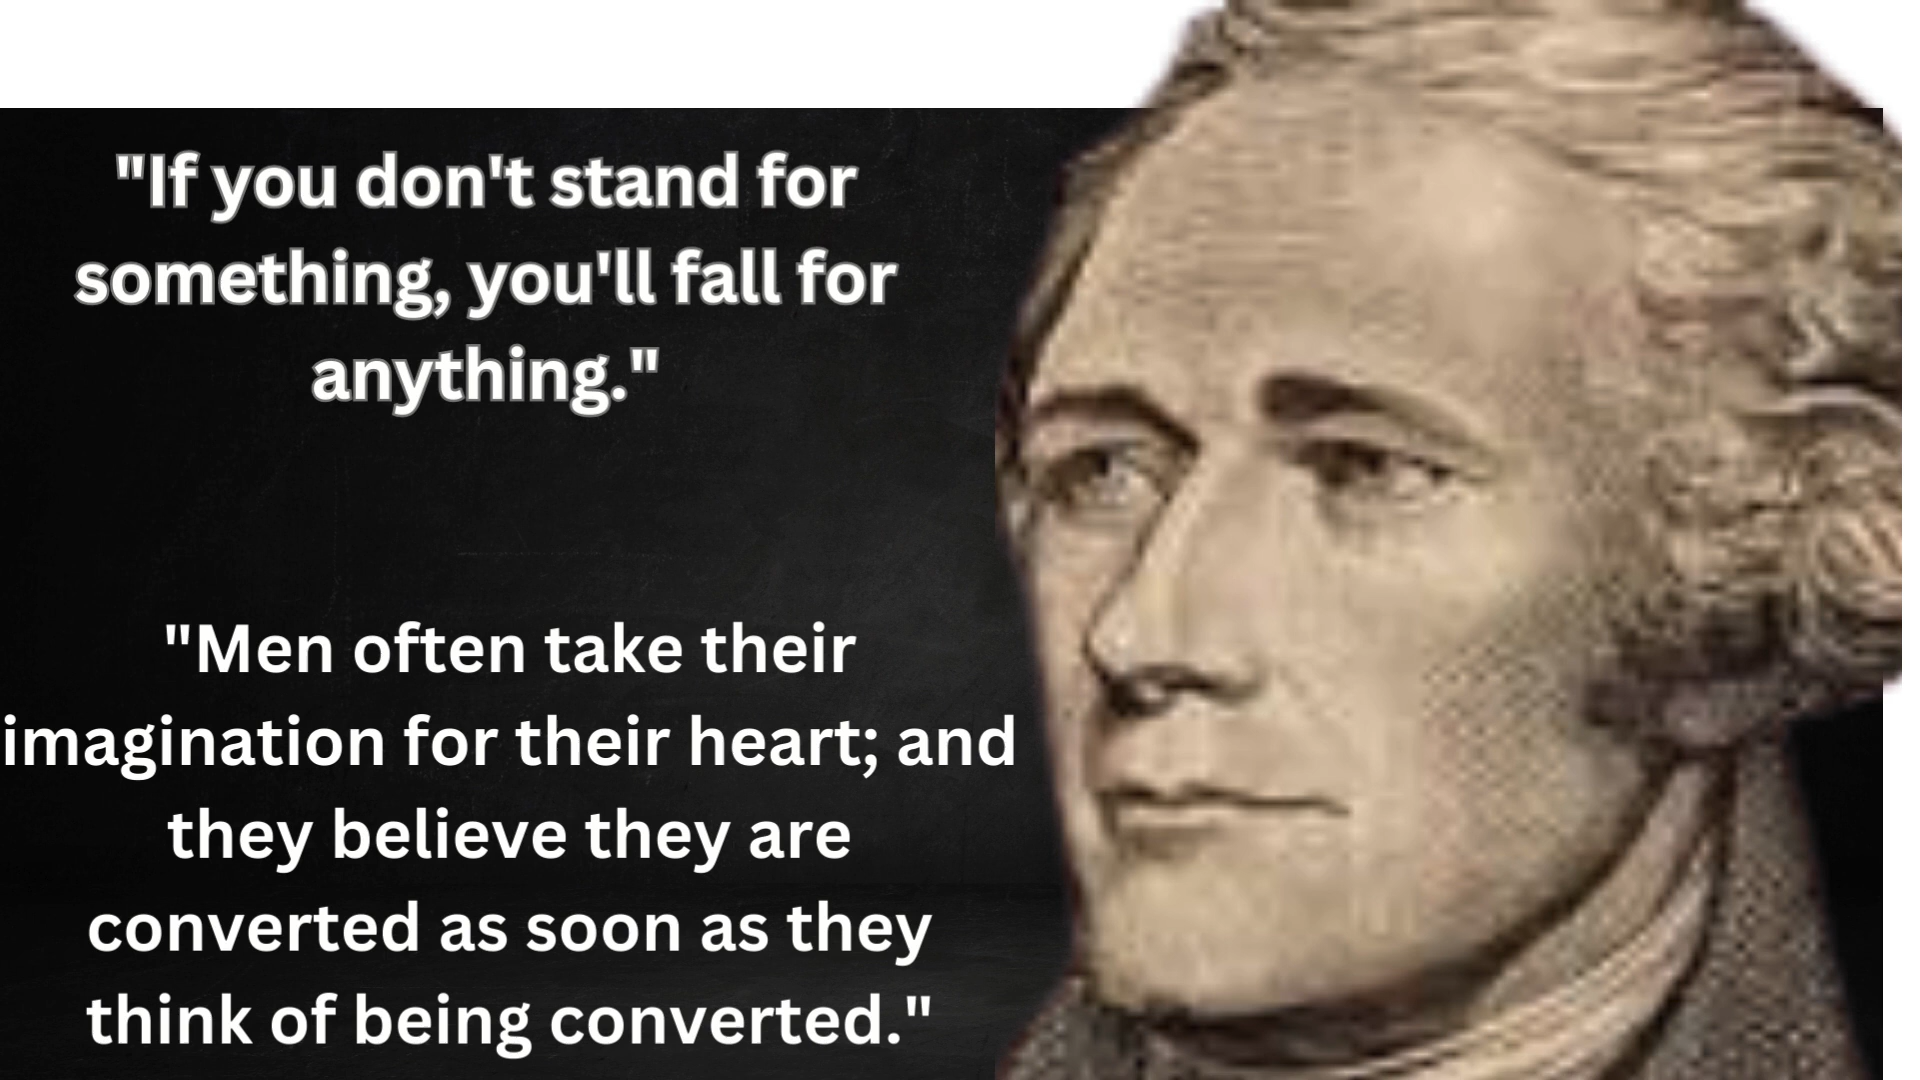 "If you don't stand for
something, you'll fall for
anything."
"Men often take their
imagination for their heart; and
they believe they are
converted as soon as they
think of being converted."